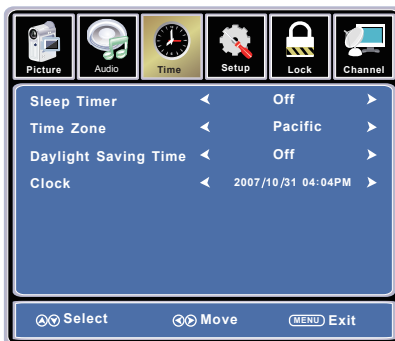 Picture Audio Time Setup Lock Channel
Sleep Timer Off
Time Zone Pacific
Daylight Saving Time Off
Clock 2007/10/31 04:04PM
Select Move MENU Exit